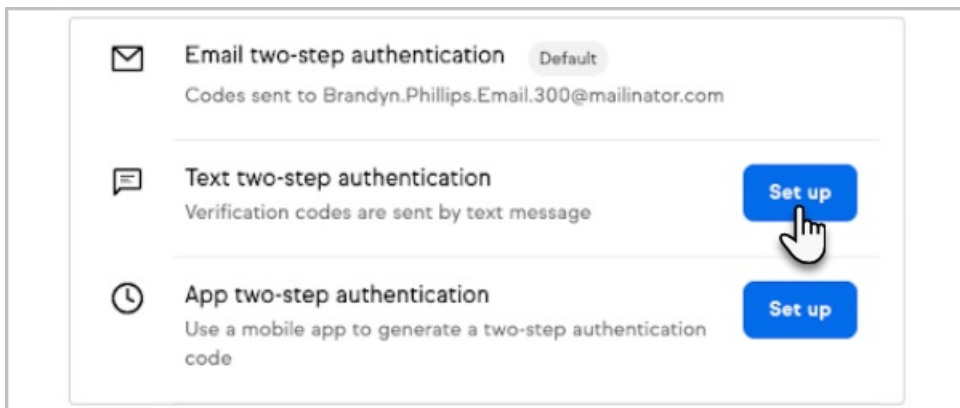 Email two-step authentication Default
Codes sent to Brandyn.Phillips.Email.300@mailinator.com
Text two-step authentication
Set up
Verification codes are sent by text message
App two-step authentication
Set up
Use a mobile app to generate a two-step authentication
code